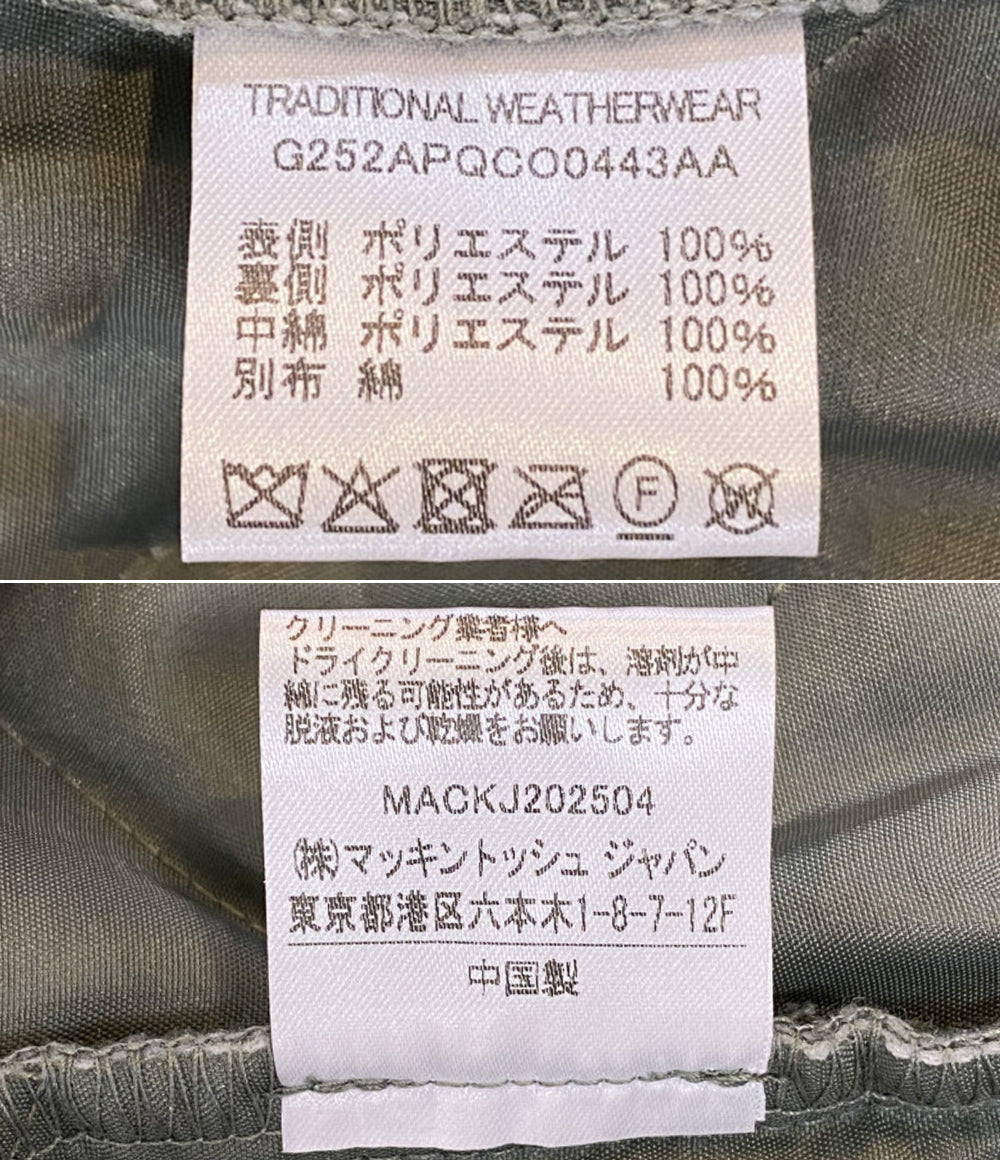 TRADITIONAL WEATHERWEAR
G252APQCO0443AA
表側 ポリエステル 100%
裏側 ポリエステル 100%
中綿 ポリエステル 100%
別布 綿 100%
F
W
クリーニング業者様へ
ドライクリーニング後は、溶剤が中
綿に残る可能性があるため、十分な
脱液および乾燥をお願いします。
MACKJ202504
(株)マッキントッシュ ジャパン
東京都港区六本木1-8-7-12F
中国製